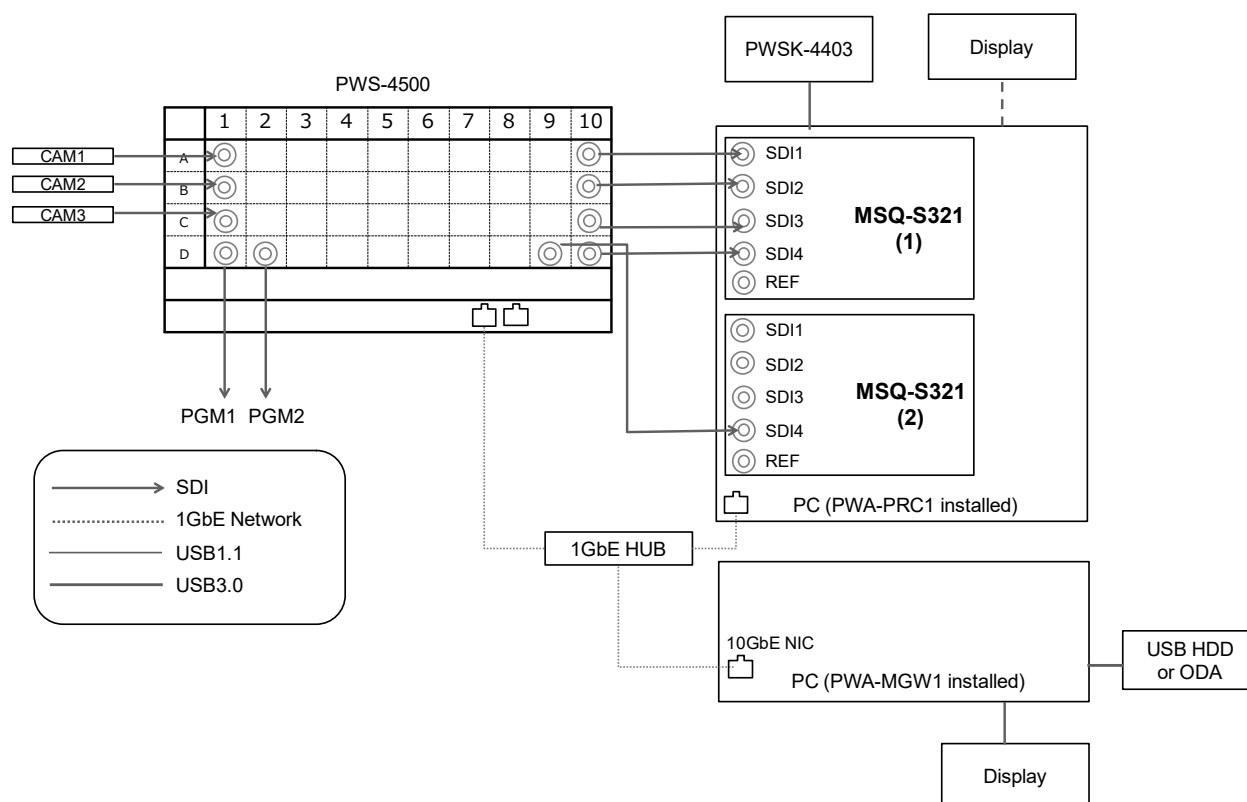 PWSK-4403
Display
PWS-4500
1 2 3 4 5 6 7 8 9 10
CAM1
A
CAM2
B
CAM3
C
D
SDI1
SDI2
SDI3
SDI4
REF
MSQ-S321
(1)
SDI1
SDI2
SDI3
SDI4
REF
MSQ-S321
(2)
PC (PWA-PRC1 installed)
PGM1 PGM2
SDI
1GbE Network
USB1.1
USB3.0
1GbE HUB
10GbE NIC
PC (PWA-MGW1 installed)
USB HDD
or ODA
Display